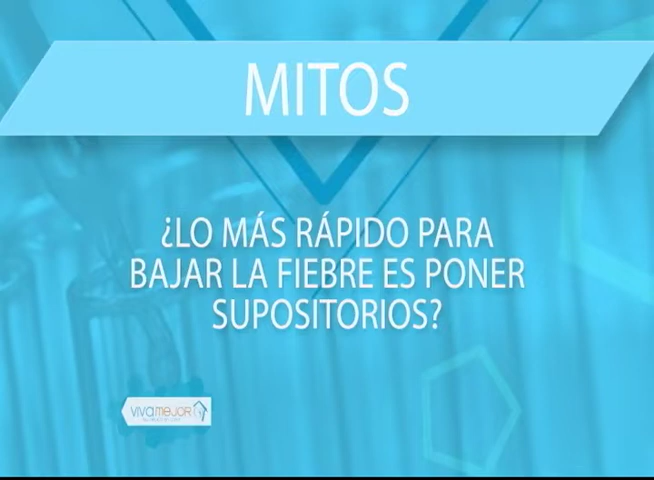 MITOS
¿LO MÁS RÁPIDO PARA
BAJAR LA FIEBRE ES PONER
SUPOSITORIOS?
VIVAMEJOR